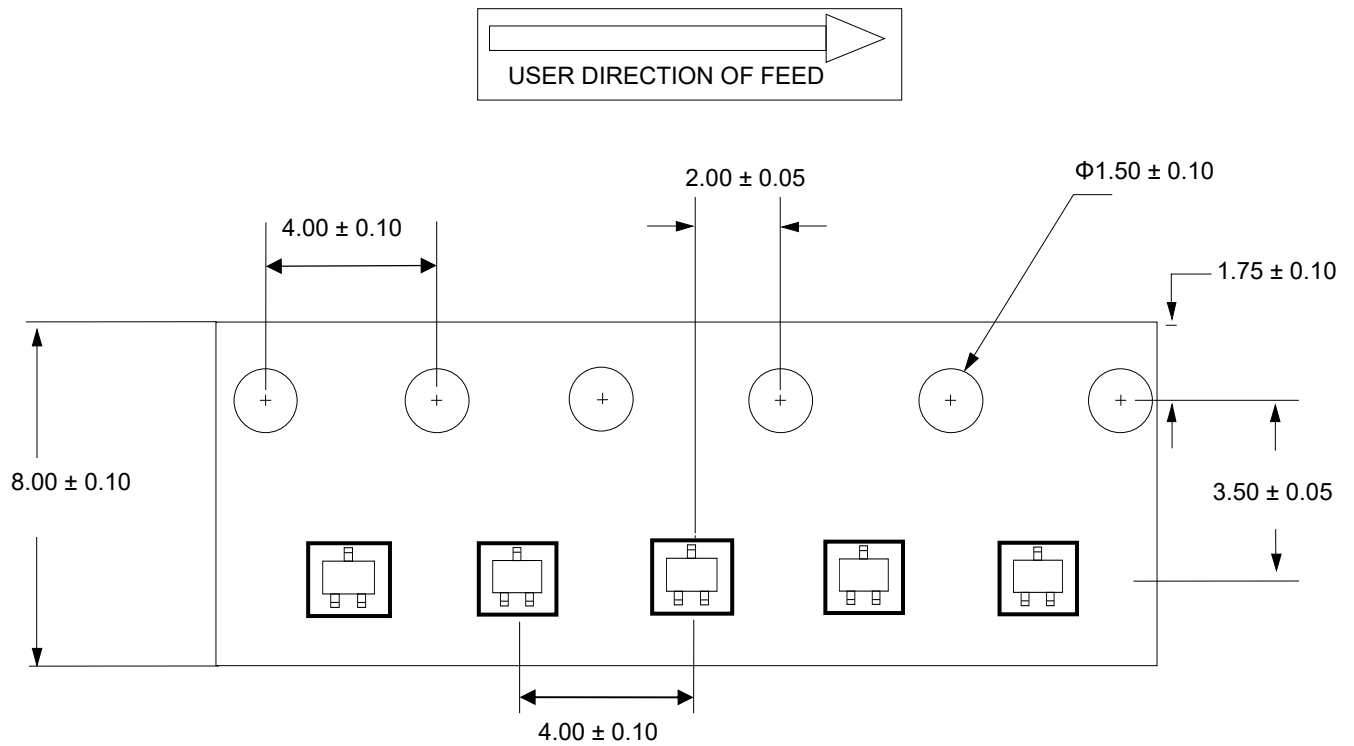 USER DIRECTION OF FEED
2.00 ± 0.05
Φ1.50 ± 0.10
4.00 ± 0.10
1.75 ± 0.10
8.00 ± 0.10
3.50 ± 0.05
4.00 ± 0.10